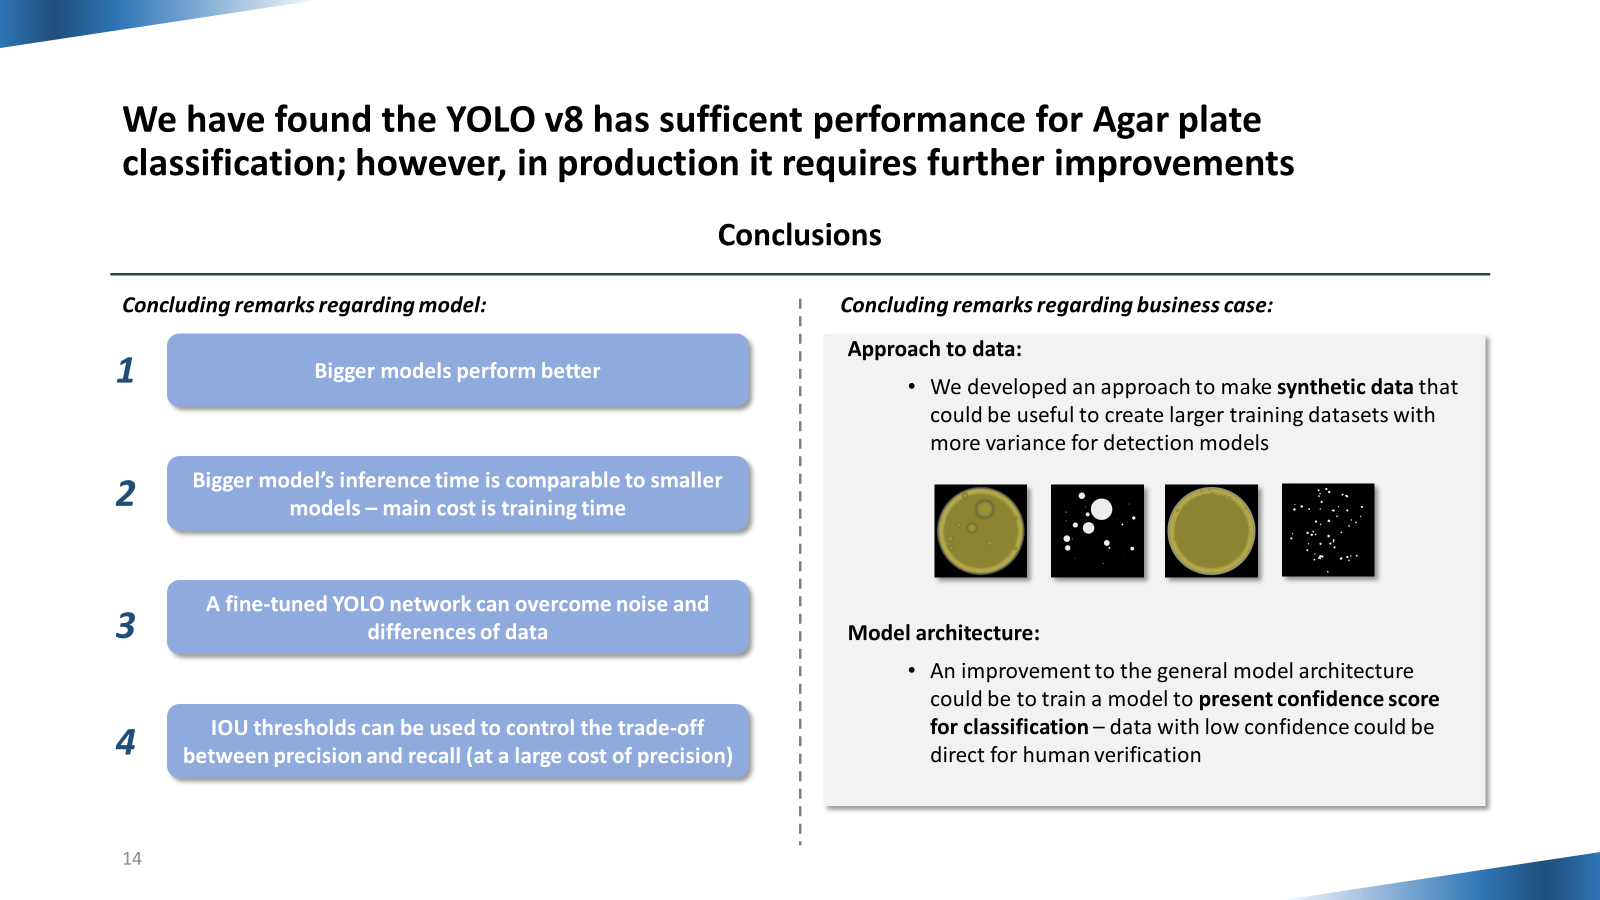 We have found the YOLO v8 has sufficent performance for Agar plate
classification; however, in production it requires further improvements
Conclusions
Concluding remarks regarding model:
1
Bigger models perform better
2
Bigger model’s inference time is comparable to smaller
models – main cost is training time
3
A fine-tuned YOLO network can overcome noise and
differences of data
4
IOU thresholds can be used to control the trade-off
between precision and recall (at a large cost of precision)
Concluding remarks regarding business case:
Approach to data:
• We developed an approach to make synthetic data that
could be useful to create larger training datasets with
more variance for detection models
Model architecture:
• An improvement to the general model architecture
could be to train a model to present confidence score
for classification – data with low confidence could be
direct for human verification
14